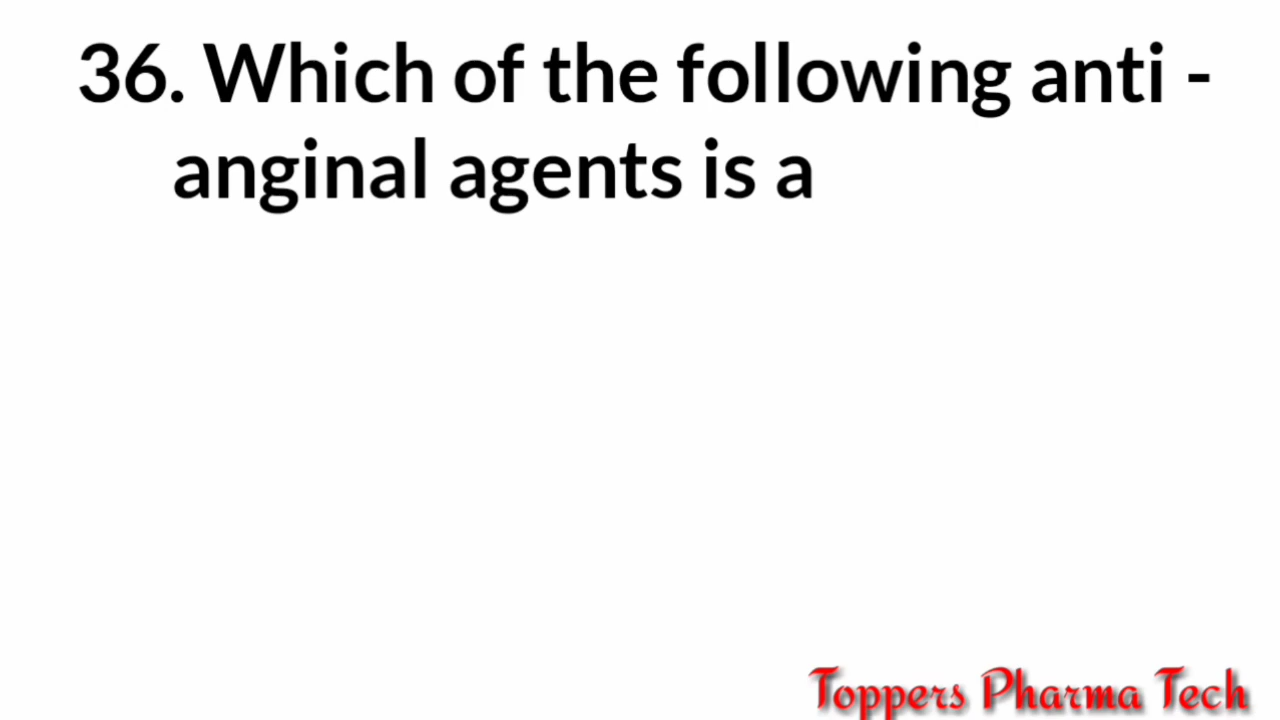 36. Which of the following anti -
anginal agents is a
Toppers Pharma Tech